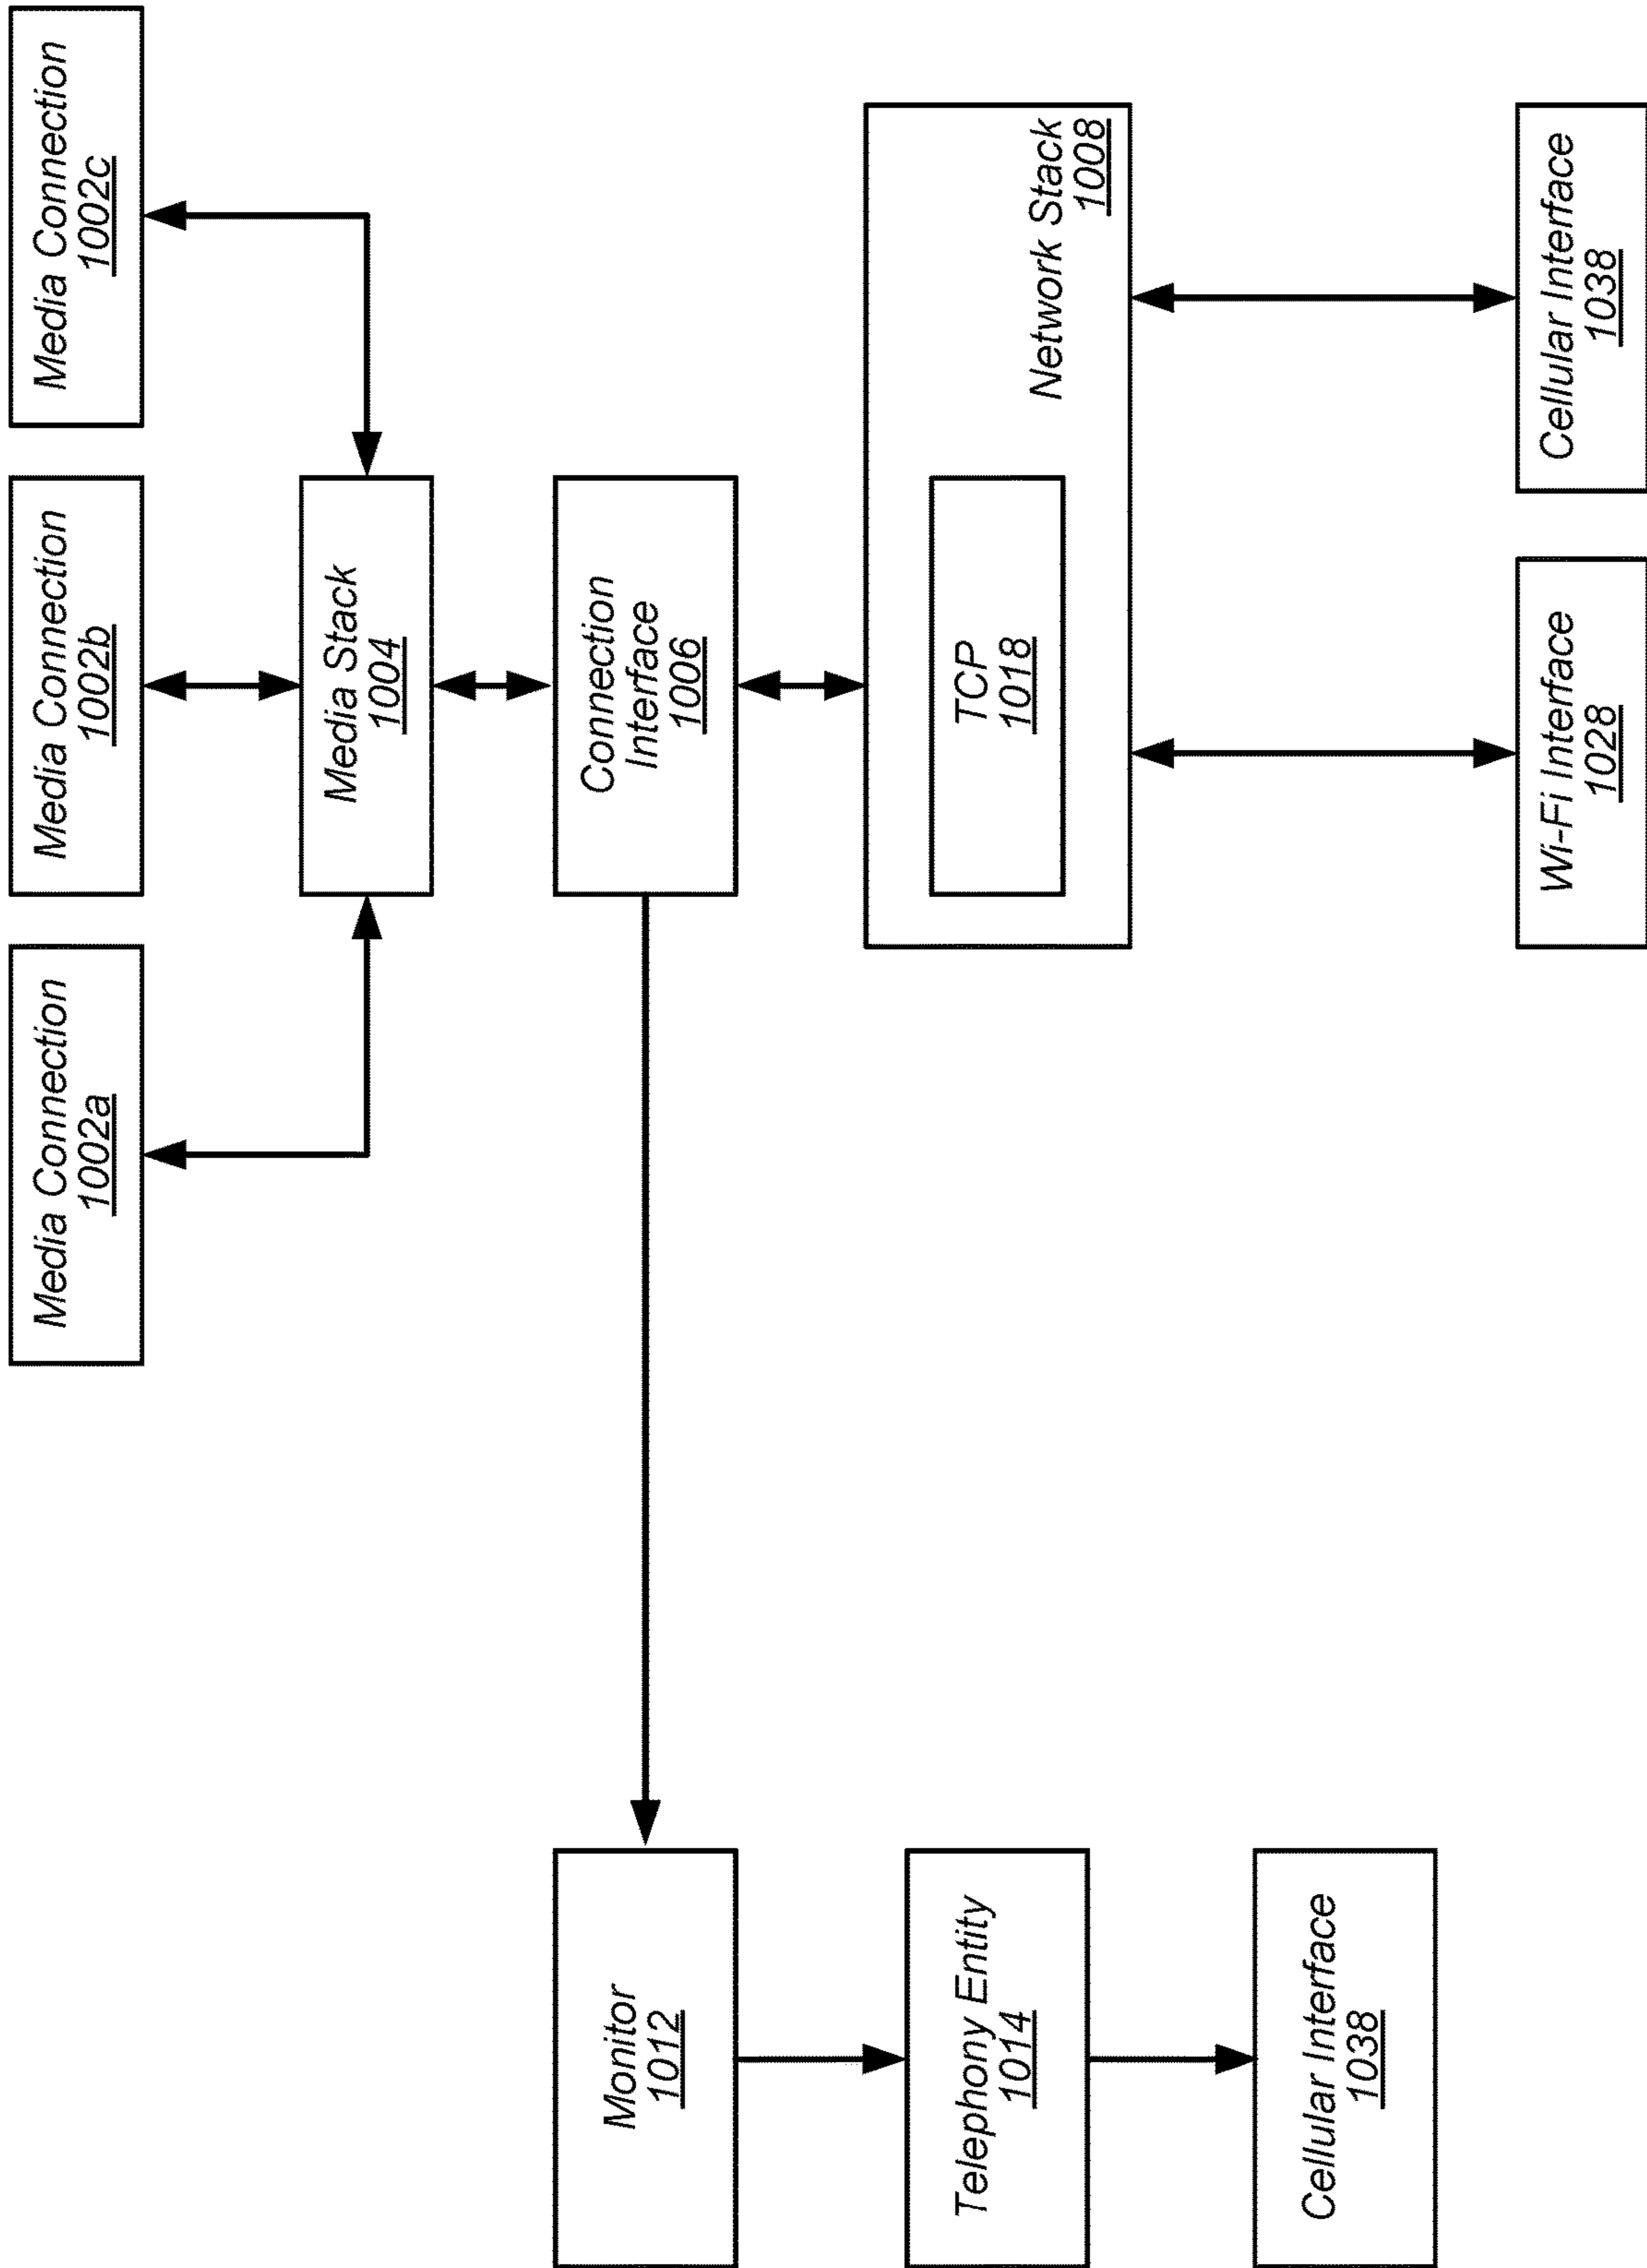 Media Connection
1002a
Media Connection
1002b
Media Connection
1002c
Media Stack
1004
Monitor
1012
Connection
Interface
1006
Telephony Entity
1014
TCP
1018
Network Stack
1008
Cellular Interface
1038
Wi-Fi Interface
1028
Cellular Interface
1038